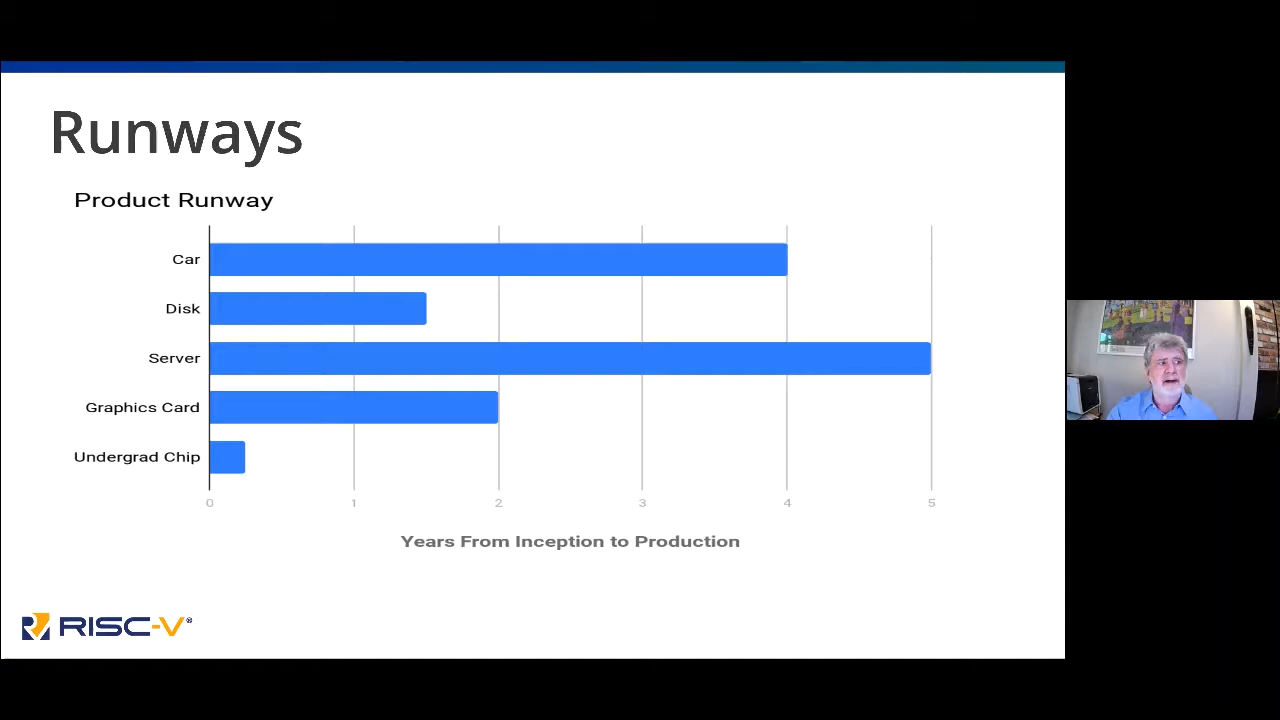 Runways
Product Runway
Car
Disk
Server
Graphics Card
Undergrad Chip
0 1 2 3 4 5
Years From Inception to Production
RISC-V®